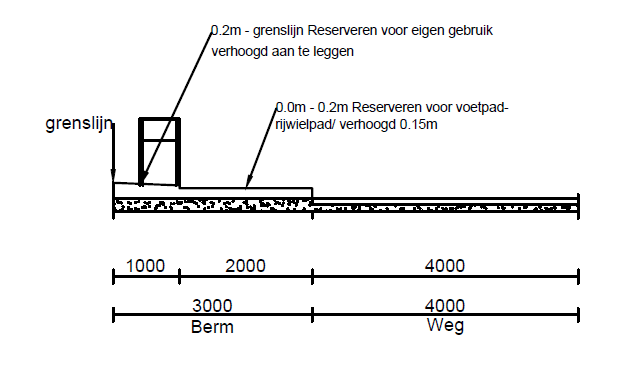 0.2m - grenslijn Reserveren voor eigen gebruik
verhoogd aan te leggen
0.0m - 0.2m Reserveren voor voetpad-
rijwielpad/ verhoogd 0.15m
grenslijn
1000
2000
4000
3000
4000
Berm
Weg